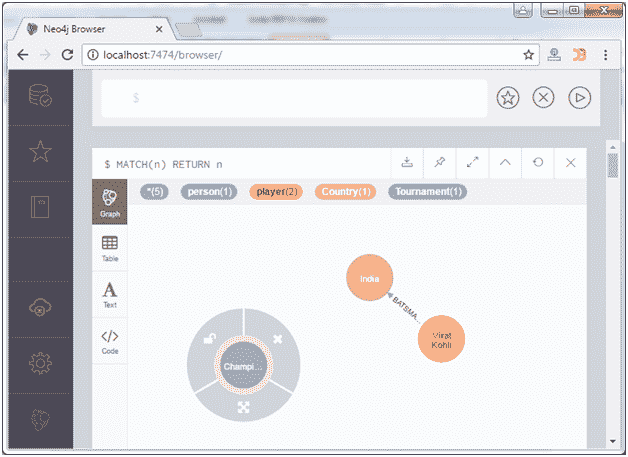 Neo4j Browser
localhost:7474/browser/
$
$ MATCH(n) RETURN n
*(5) person(1) player(2) Country(1) Tournament(1)
Graph
Table
Text
Code
India
BATSMA...
Virat
Kohli
Champi...